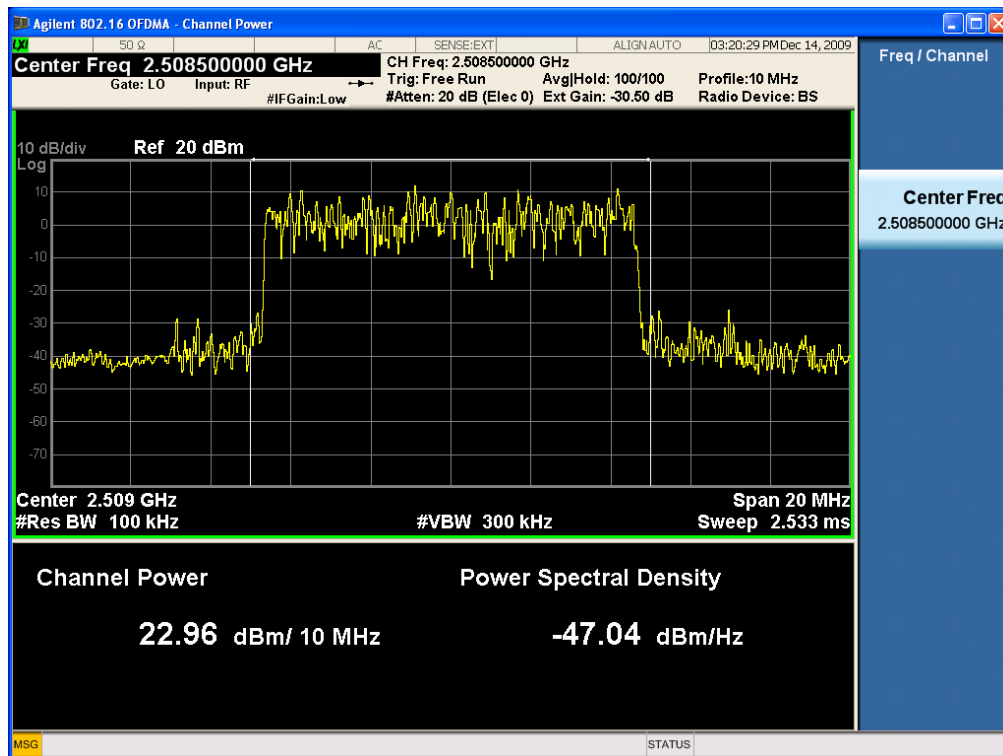 Agilent 802.16 OFDMA - Channel Power
LXI 50 Ω AC SENSE:EXT ALIGN AUTO 03:20:29 PM Dec 14, 2009
Center Freq 2.508500000 GHz
Gate: LO Input: RF
#IFGain:Low
CH Freq: 2.508500000 GHz
Trig: Free Run Avg|Hold: 100/100 Profile:10 MHz
#Atten: 20 dB (Elec 0) Ext Gain: -30.50 dB Radio Device: BS
Freq / Channel
Center Freq
2.508500000 GHz
10 dB/div Ref 20 dBm
Log
10
0
-10
-20
-30
-40
-50
-60
-70
Center 2.509 GHz Span 20 MHz
#Res BW 100 kHz #VBW 300 kHz Sweep 2.533 ms
Channel Power Power Spectral Density
22.96 dBm/ 10 MHz -47.04 dBm/Hz
MSG STATUS